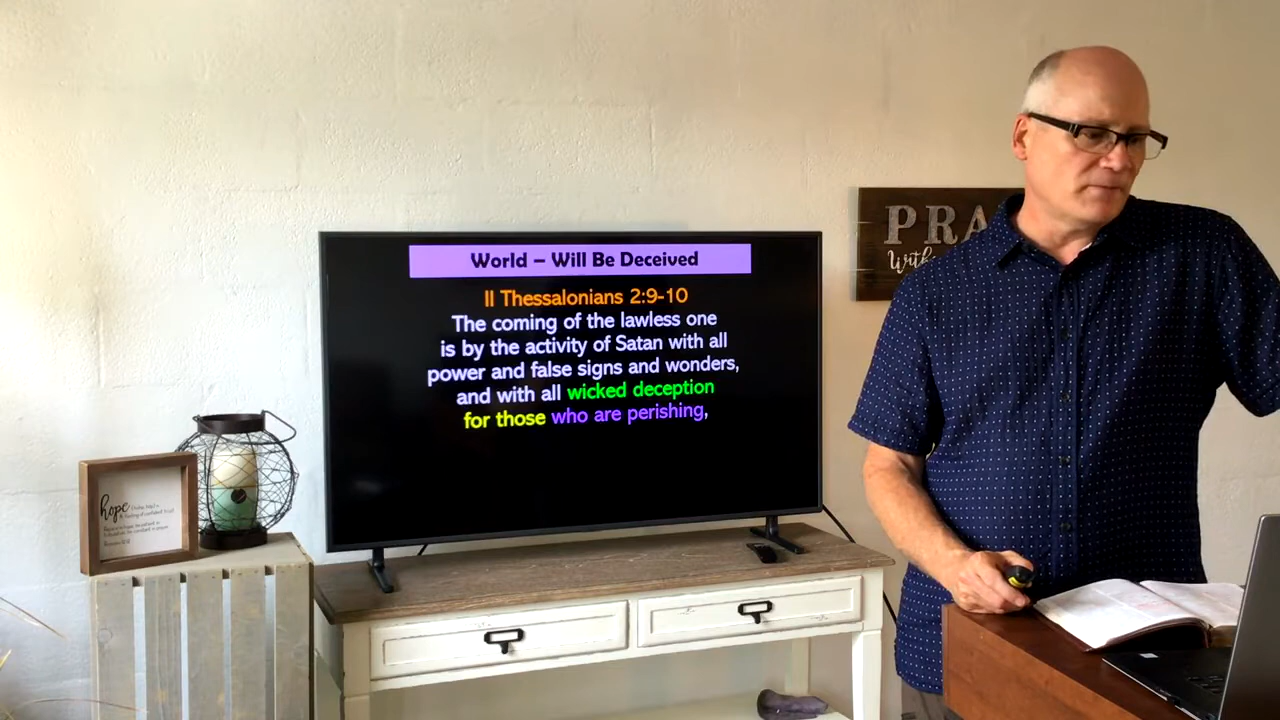 World – Will Be Deceived
II Thessalonians 2:9-10
The coming of the lawless one
is by the activity of Satan with all
power and false signs and wonders,
and with all wicked deception
for those who are perishing,
PRA
With
hope